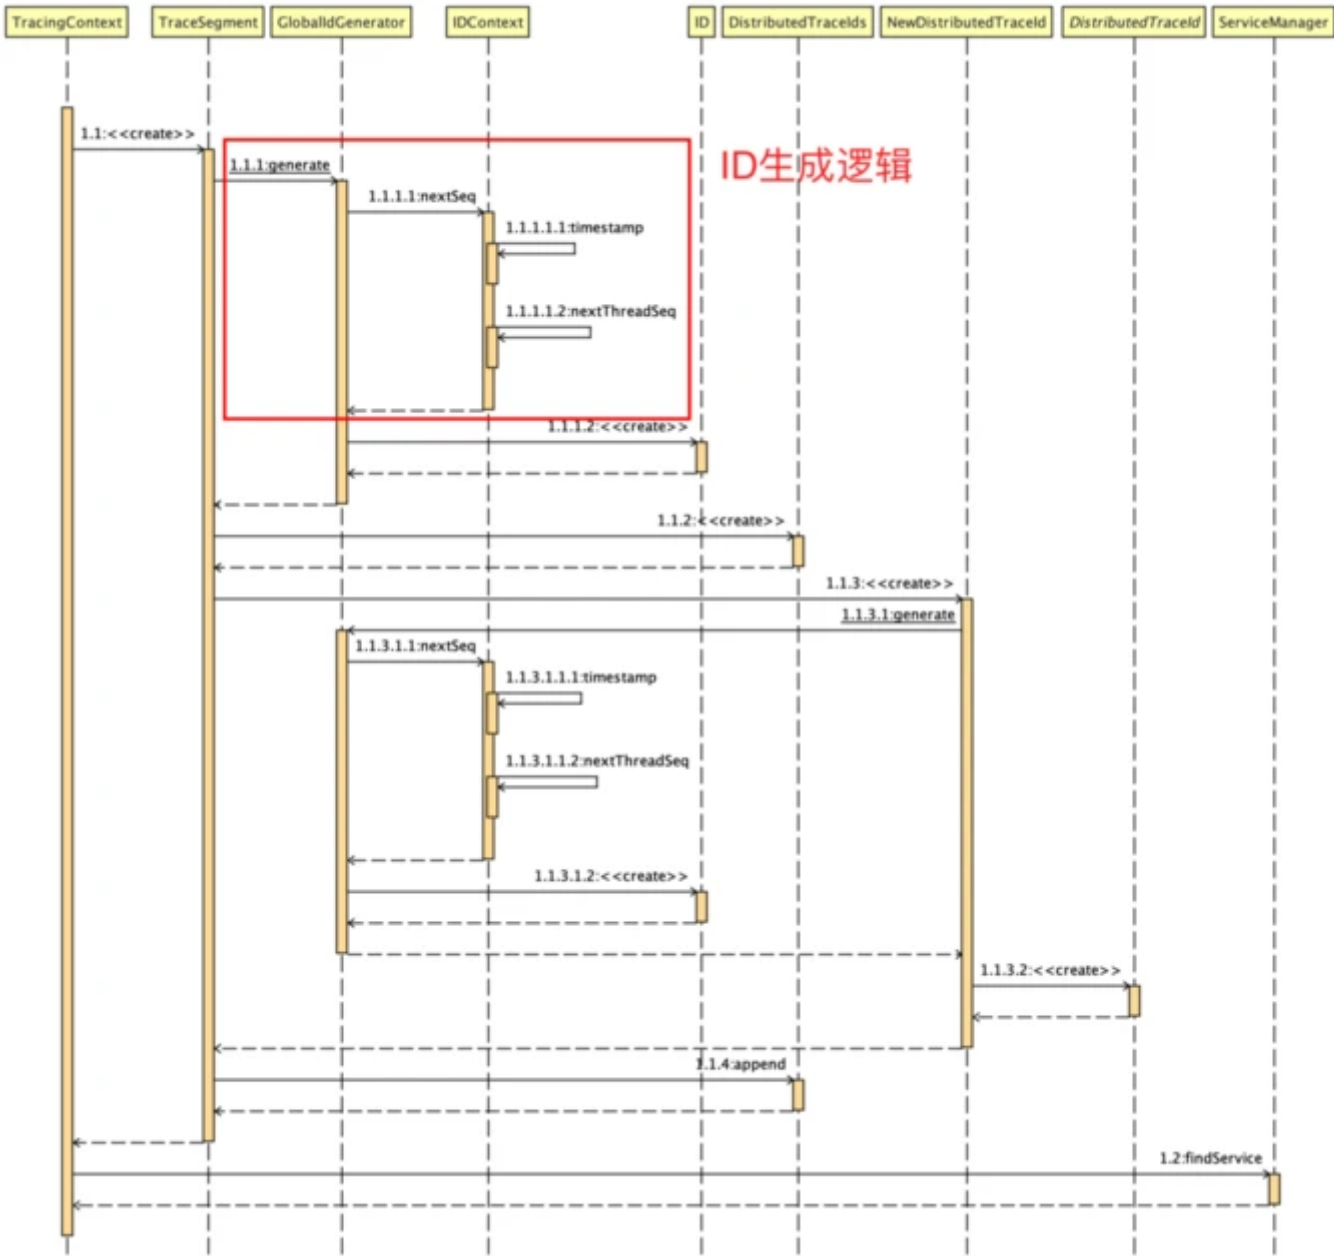 TracingContext
TraceSegment
GlobalIdGenerator
IDContext
ID
DistributedTraceIds
NewDistributedTraceId
DistributedTraceId
ServiceManager
1.1:<<create>>
1.1.1:generate
ID生成逻辑
1.1.1.1:nextSeq
1.1.1.1.1:timestamp
1.1.1.1.2:nextThreadSeq
1.1.1.2:<<create>>
1.1.2:<<create>>
1.1.3:<<create>>
1.1.3.1:generate
1.1.3.1.1:nextSeq
1.1.3.1.1.1:timestamp
1.1.3.1.1.2:nextThreadSeq
1.1.3.1.2:<<create>>
1.1.3.2:<<create>>
1.1.4:append
1.2:findService